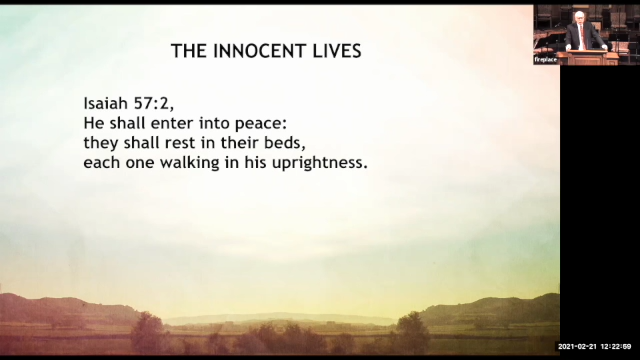 THE INNOCENT LIVES
Isaiah 57:2,
He shall enter into peace:
they shall rest in their beds,
each one walking in his uprightness.
fireplace
2021-02-21 12:22:59